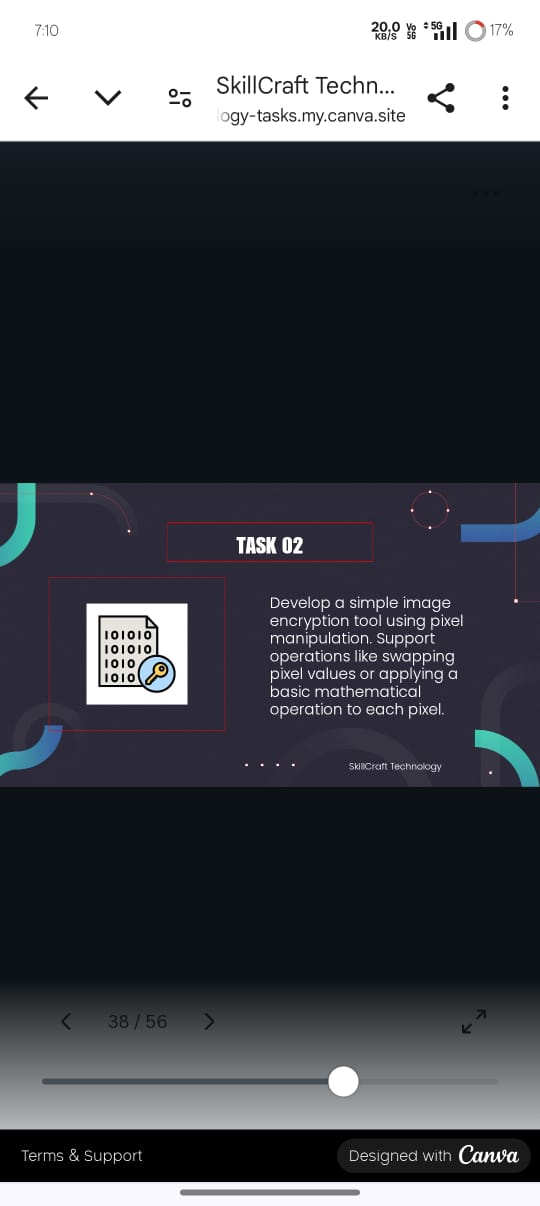 7:10
20.0 KB/S Vo 5G 5G 17%
SkillCraft Techn...
ogy-tasks.my.canva.site
TASK 02
101010
101010
1010
1010
Develop a simple image
encryption tool using pixel
manipulation. Support
operations like swapping
pixel values or applying a
basic mathematical
operation to each pixel.
SkillCraft Technology
38 / 56
Terms & Support
Designed with Canva